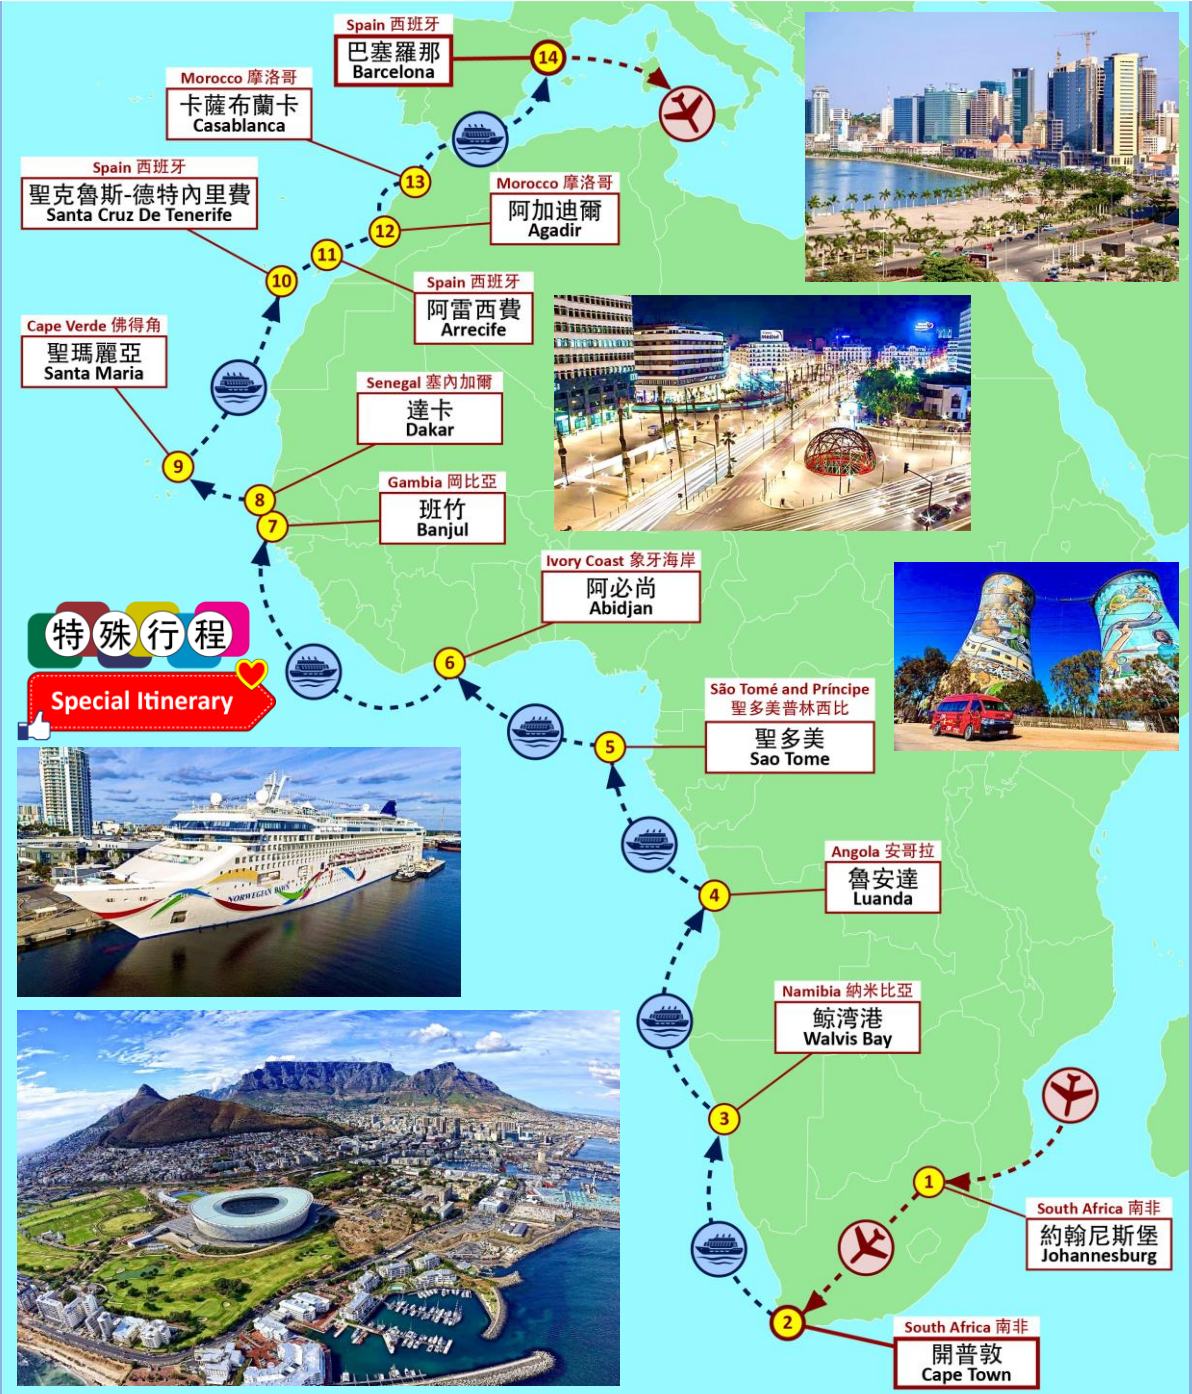 Spain 西班牙
巴塞羅那
Barcelona
14
Morocco 摩洛哥
卡薩布蘭卡
Casablanca
13
Spain 西班牙
聖克魯斯-德特內里費
Santa Cruz De Tenerife
Morocco 摩洛哥
阿加迪爾
Agadir
12
11
10
Spain 西班牙
阿雷西費
Arrecife
Cape Verde 佛得角
聖瑪麗亞
Santa Maria
Senegal 塞內加爾
達卡
Dakar
9
8
7
Gambia 岡比亞
班竹
Banjul
Ivory Coast 象牙海岸
阿必尚
Abidjan
特殊行程
Special Itinerary
6
São Tomé and Príncipe
聖多美普林西比
聖多美
Sao Tome
5
Angola 安哥拉
魯安達
Luanda
4
NORWEGIAN DAWN
Namibia 納米比亞
鯨湾港
Walvis Bay
3
1
South Africa 南非
約翰尼斯堡
Johannesburg
2
South Africa 南非
開普敦
Cape Town